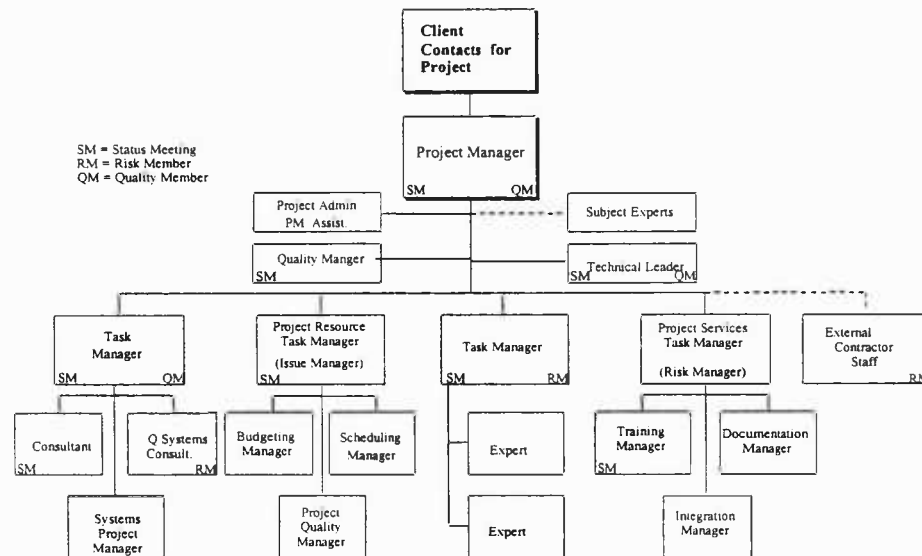 Client
Contacts for
Project
SM = Status Meeting
RM = Risk Member
QM = Quality Member
Project Manager
SM QM
Project Admin
PM Assist.
Subject Experts
Quality Manger
SM
Technical Leader
SM QM
Task
Manager
SM QM
Project Resource
Task Manager
(Issue Manager)
SM
Task Manager
SM RM
Project Services
Task Manager
(Risk Manager)
External
Contractor
Staff
RM
Consultant
SM
Q Systems
Consult.
RM
Budgeting
Manager
Scheduling
Manager
Expert
Training
Manager
SM
Documentation
Manager
Systems
Project
Manager
Project
Quality
Manager
Expert
Integration
Manager